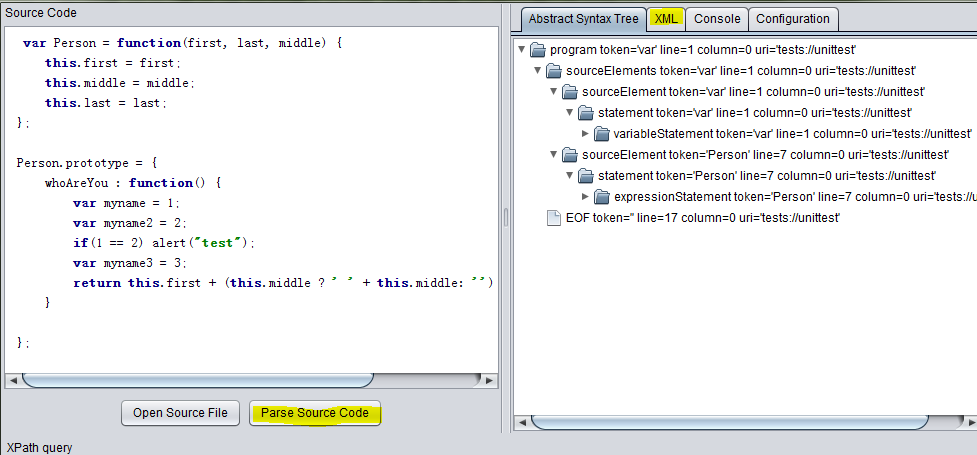 Source Code
var Person = function(first, last, middle) {
this.first = first;
this.middle = middle;
this.last = last;
};
Person.prototype = {
whoAreYou : function() {
var myname = 1;
var myname2 = 2;
if(1 == 2) alert("test");
var myname3 = 3;
return this.first + (this.middle ? " " + this.middle: "")
}
};
Open Source File
Parse Source Code
XPath query
Abstract Syntax Tree
XML
Console
Configuration
program token='var' line=1 column=0 uri='tests://unittest'
sourceElements token='var' line=1 column=0 uri='tests://unittest'
sourceElement token='var' line=1 column=0 uri='tests://unittest'
statement token='var' line=1 column=0 uri='tests://unittest'
variableStatement token='var' line=1 column=0 uri='tests://unittest'
sourceElement token='Person' line=7 column=0 uri='tests://unittest'
statement token='Person' line=7 column=0 uri='tests://unittest'
expressionStatement token='Person' line=7 column=0 uri='tests://unittest'
EOF token='' line=17 column=0 uri='tests://unittest'